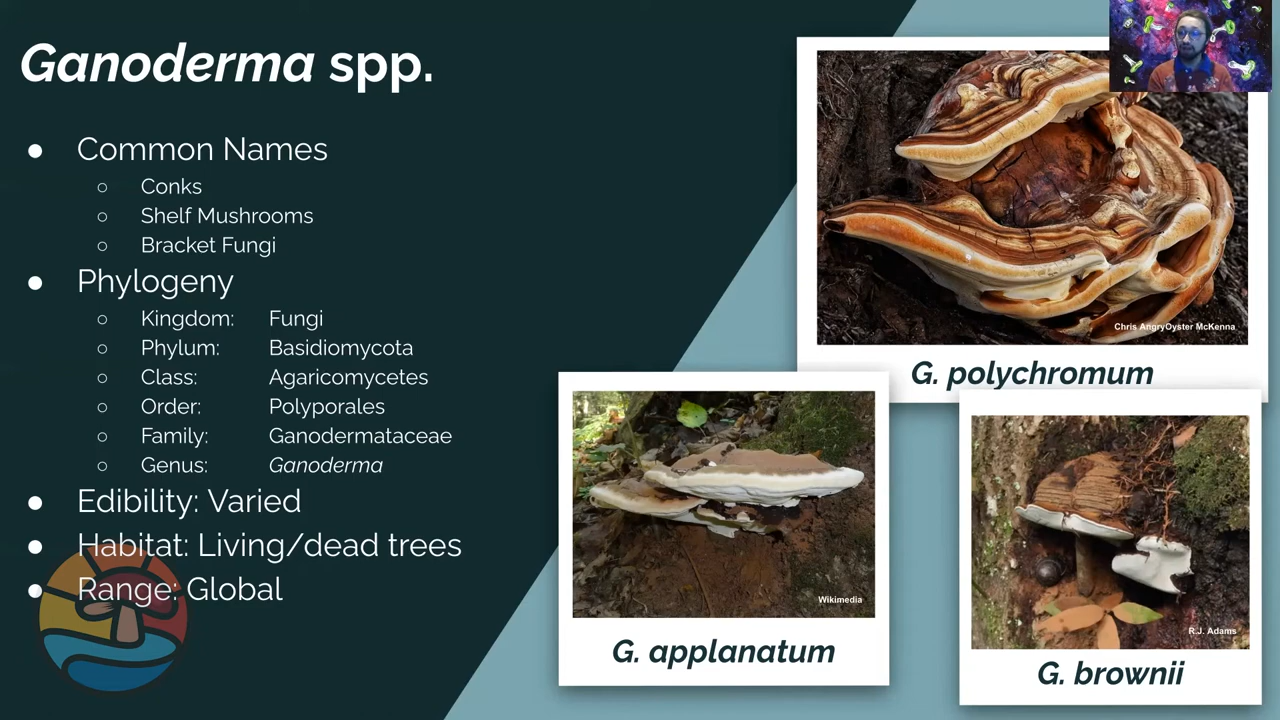 Ganoderma spp.
Common Names
Conks
Shelf Mushrooms
Bracket Fungi
Phylogeny
Kingdom: Fungi
Phylum: Basidiomycota
Class: Agaricomycetes
Order: Polyporales
Family: Ganodermataceae
Genus: Ganoderma
Edibility: Varied
Habitat: Living/dead trees
Range: Global
Chris AngryOyster McKenna
G. polychromum
Wikimedia
G. applanatum
R.J. Adams
G. brownii